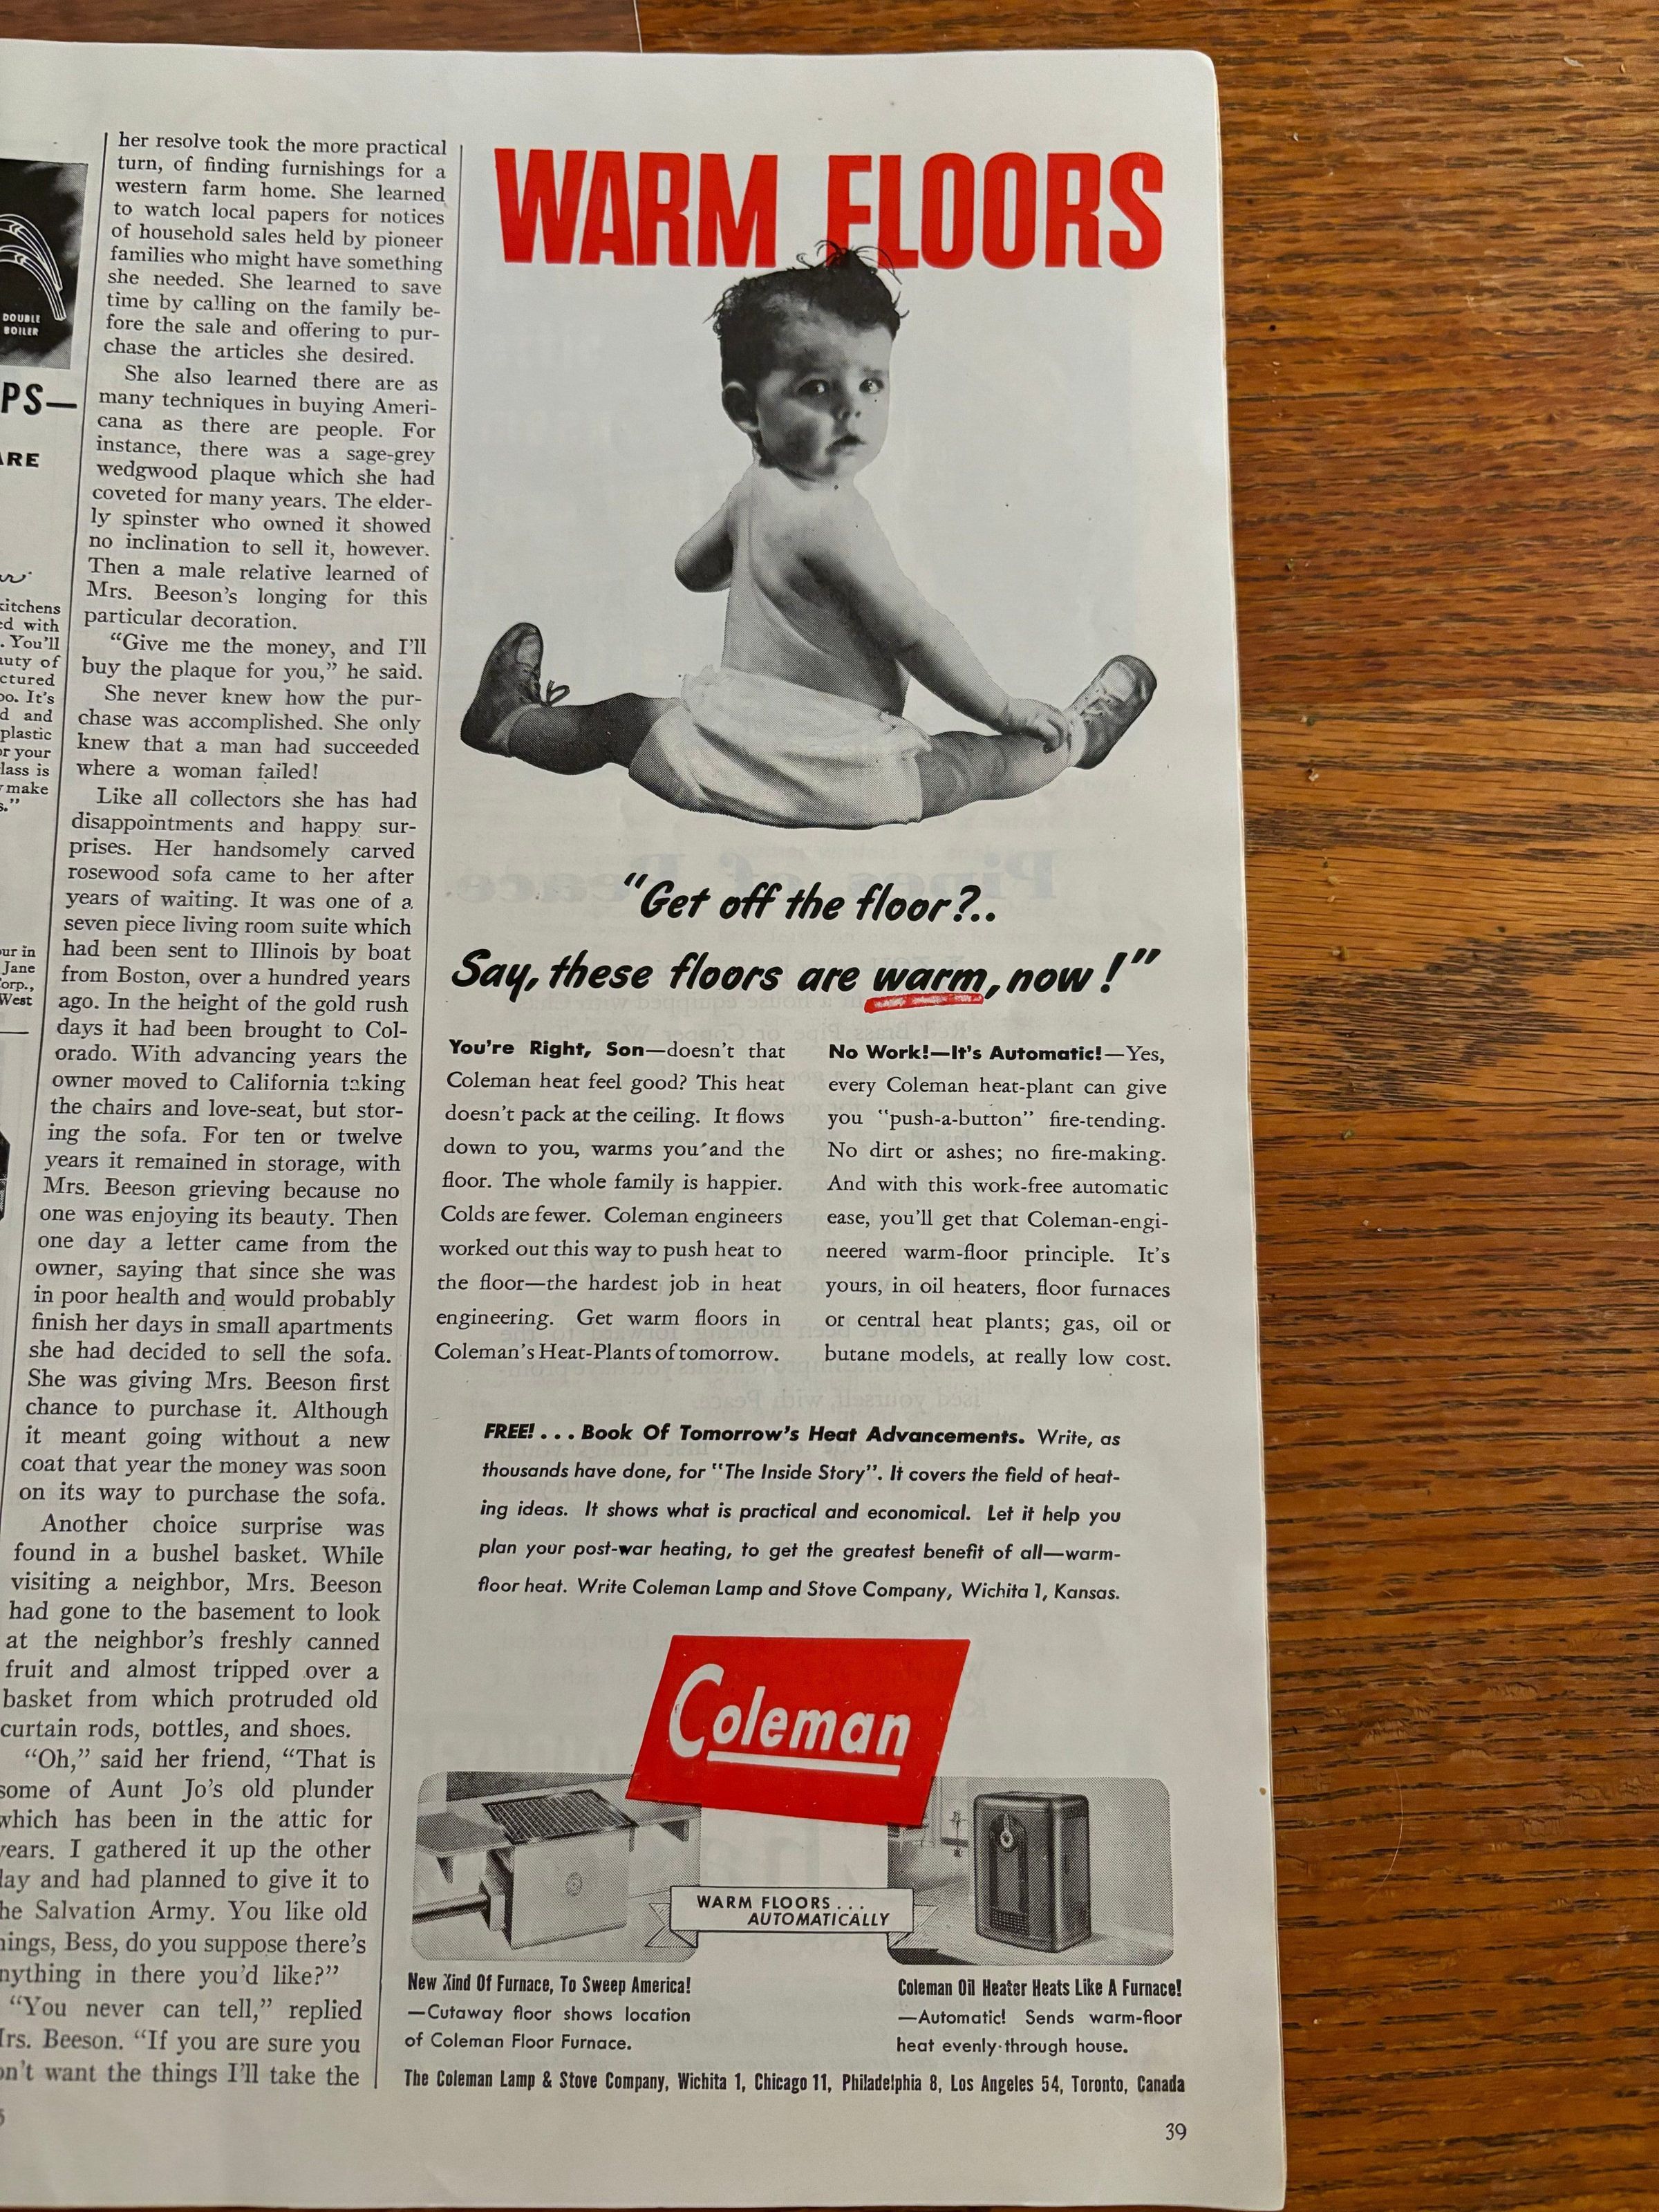 DOUBLE
BOILER
PS—
ARE
kitchens
ed with
. You'll
auty of
ctured
oo. It's
d and
plastic
or your
lass is
make
s."
our in
Jane
Corp.,
West
her resolve took the more practical
turn, of finding furnishings for a
western farm home. She learned
to watch local papers for notices
of household sales held by pioneer
families who might have something
she needed. She learned to save
time by calling on the family be-
fore the sale and offering to pur-
chase the articles she desired.
She also learned there are as
many techniques in buying Ameri-
cana as there are people. For
instance, there was a sage-grey
wedgwood plaque which she had
coveted for many years. The elder-
ly spinster who owned it showed
no inclination to sell it, however.
Then a male relative learned of
Mrs. Beeson's longing for this
particular decoration.
"Give me the money, and I'll
buy the plaque for you," he said.
She never knew how the pur-
chase was accomplished. She only
knew that a man had succeeded
where a woman failed!
Like all collectors she has had
disappointments and happy sur-
prises. Her handsomely carved
rosewood sofa came to her after
years of waiting. It was one of a
seven piece living room suite which
had been sent to Illinois by boat
from Boston, over a hundred years
ago. In the height of the gold rush
days it had been brought to Col-
orado. With advancing years the
owner moved to California taking
the chairs and love-seat, but stor-
ing the sofa. For ten or twelve
years it remained in storage, with
Mrs. Beeson grieving because no
one was enjoying its beauty. Then
one day a letter came from the
owner, saying that since she was
in poor health and would probably
finish her days in small apartments
she had decided to sell the sofa.
She was giving Mrs. Beeson first
chance to purchase it. Although
it meant going without a new
coat that year the money was soon
on its way to purchase the sofa.
Another choice surprise was
found in a bushel basket. While
visiting a neighbor, Mrs. Beeson
had gone to the basement to look
at the neighbor's freshly canned
fruit and almost tripped over a
basket from which protruded old
curtain rods, bottles, and shoes.
"Oh," said her friend, "That is
some of Aunt Jo's old plunder
which has been in the attic for
years. I gathered it up the other
day and had planned to give it to
he Salvation Army. You like old
hings, Bess, do you suppose there's
nything in there you'd like?"
"You never can tell," replied
Mrs. Beeson. "If you are sure you
on't want the things I'll take the
WARM FLOORS
"Get off the floor?..
Say, these floors are warm, now!"
You're Right, Son—doesn't that
Coleman heat feel good? This heat
doesn't pack at the ceiling. It flows
down to you, warms you and the
floor. The whole family is happier.
Colds are fewer. Coleman engineers
worked out this way to push heat to
the floor—the hardest job in heat
engineering. Get warm floors in
Coleman's Heat-Plants of tomorrow.
No Work!—It's Automatic!—Yes,
every Coleman heat-plant can give
you "push-a-button" fire-tending.
No dirt or ashes; no fire-making.
And with this work-free automatic
ease, you'll get that Coleman-engi-
neered warm-floor principle. It's
yours, in oil heaters, floor furnaces
or central heat plants; gas, oil or
butane models, at really low cost.
FREE! . . . Book Of Tomorrow's Heat Advancements. Write, as
thousands have done, for "The Inside Story". It covers the field of heat-
ing ideas. It shows what is practical and economical. Let it help you
plan your post-war heating, to get the greatest benefit of all—warm-
floor heat. Write Coleman Lamp and Stove Company, Wichita 1, Kansas.
Coleman
WARM FLOORS . . .
AUTOMATICALLY
New Kind Of Furnace, To Sweep America!
—Cutaway floor shows location
of Coleman Floor Furnace.
Coleman Oil Heater Heats Like A Furnace!
—Automatic! Sends warm-floor
heat evenly through house.
The Coleman Lamp & Stove Company, Wichita 1, Chicago 11, Philadelphia 8, Los Angeles 54, Toronto, Canada
39